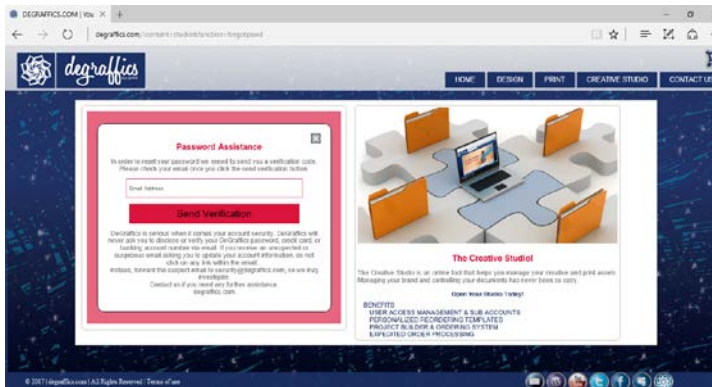 DEGRAFFICS.COM | You
degraffics.com/?content=studio&function=forgotpswd
degraffics
HOME
DESIGN
PRINT
CREATIVE STUDIO
CONTACT US
Password Assistance
In order to reset your password we need to send you a verification code.
Please check your email once you click the send verification button.
Email Address
Send Verification
DeGraffics is serious when it comes your account security. DeGraffics will
never ask you to disclose or verify your DeGraffics password, credit card, or
banking account number via email. If you receive an unexpected or
suspicious email asking you to update your account information, do not
click on any link within the email.
Instead, forward the suspect email to security@degraffics.com, so we may
investigate.
Contact us if you need any further assistance.
degraffics.com
The Creative Studio!
The Creative Studio is an online tool that helps you manage your creative and print assets.
Managing your brand and controlling your documents has never been so easy.
Open Your Studio Today!
BENEFITS
USER ACCESS MANAGEMENT & SUB ACCOUNTS
PERSONALIZED REORDERING TEMPLATES
PROJECT BUILDER & ORDERING SYSTEM
EXPEDITED ORDER PROCESSING
© 2017 | degraffics.com | All Rights Reserved | Terms of use